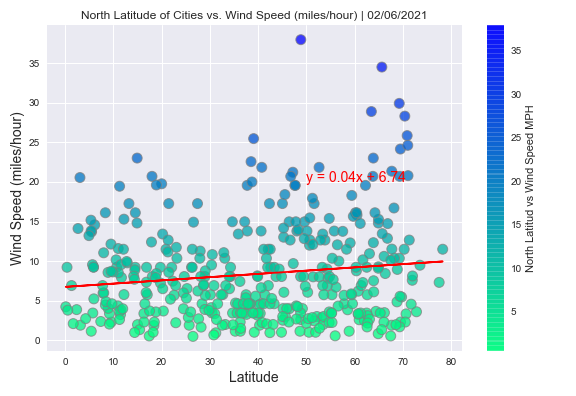 North Latitude of Cities vs. Wind Speed (miles/hour) | 02/06/2021
Wind Speed (miles/hour)
35
30
25
20
15
10
5
0
y = 0.04x + 6.74
0 10 20 30 40 50 60 70 80
Latitude
35
30
25
20
15
10
5
North Latitud vs Wind Speed MPH